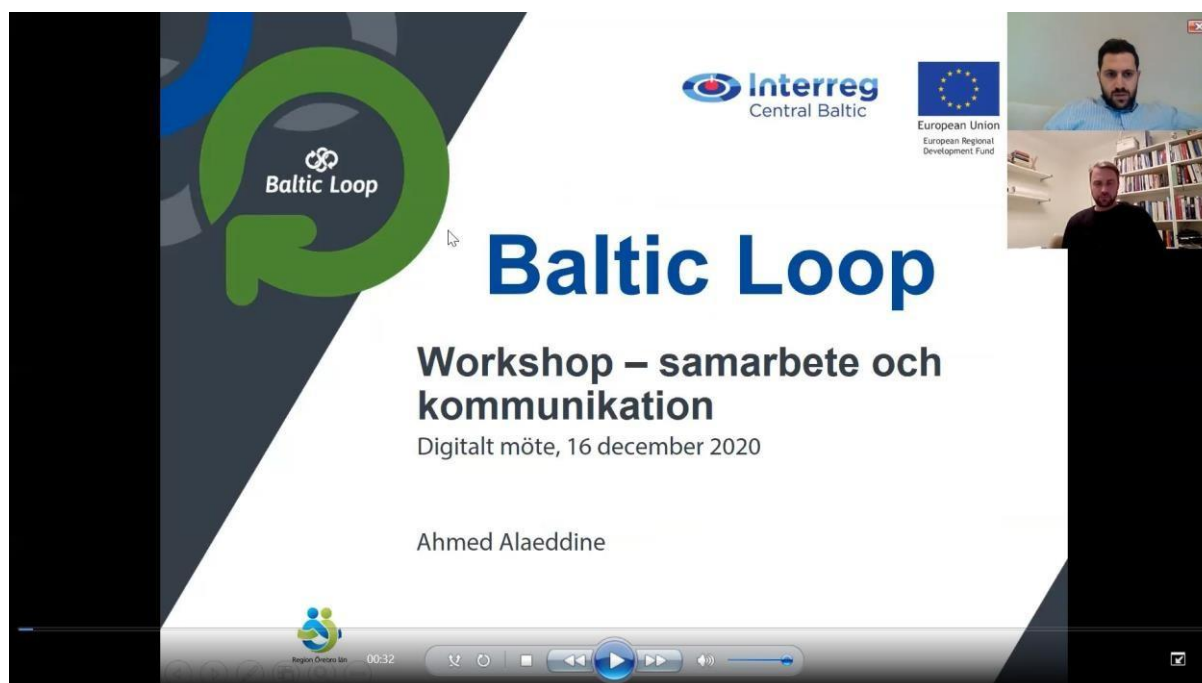 Interreg
Central Baltic
European Union
European Regional
Development Fund
Baltic Loop
Baltic Loop
Workshop – samarbete och
kommunikation
Digitalt möte, 16 december 2020
Ahmed Alaeddine
Region Örebro län
00:32